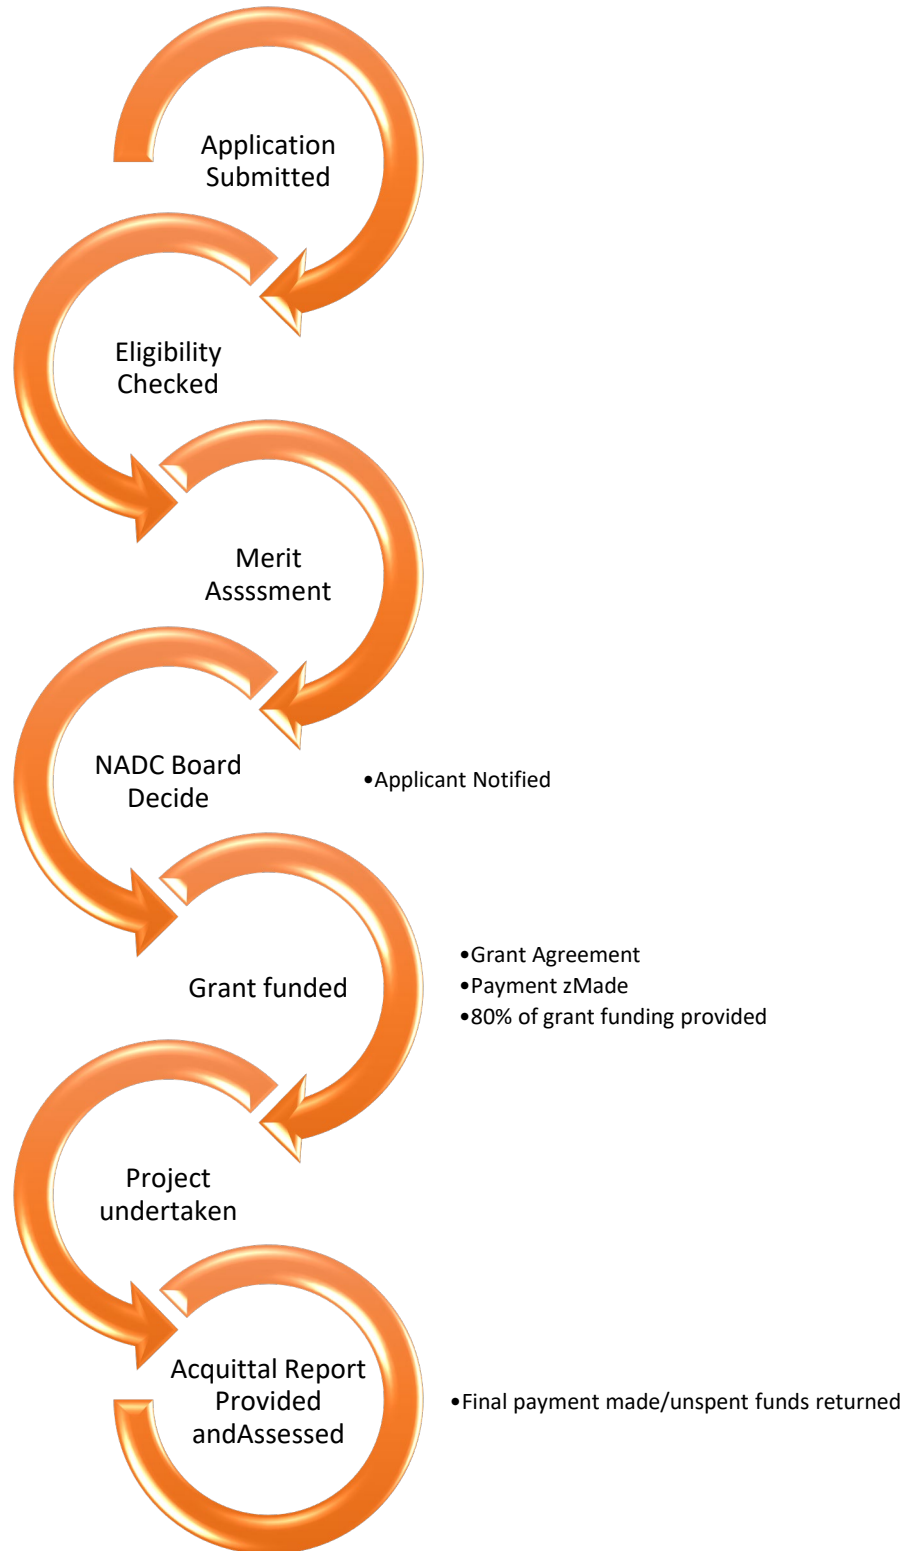 Application
Submitted
Eligibility
Checked
Merit
Asssssment
NADC Board
Decide
•Applicant Notified
Grant funded
•Grant Agreement
•Payment zMade
•80% of grant funding provided
Project
undertaken
Acquittal Report
Provided
andAssessed
•Final payment made/unspent funds returned